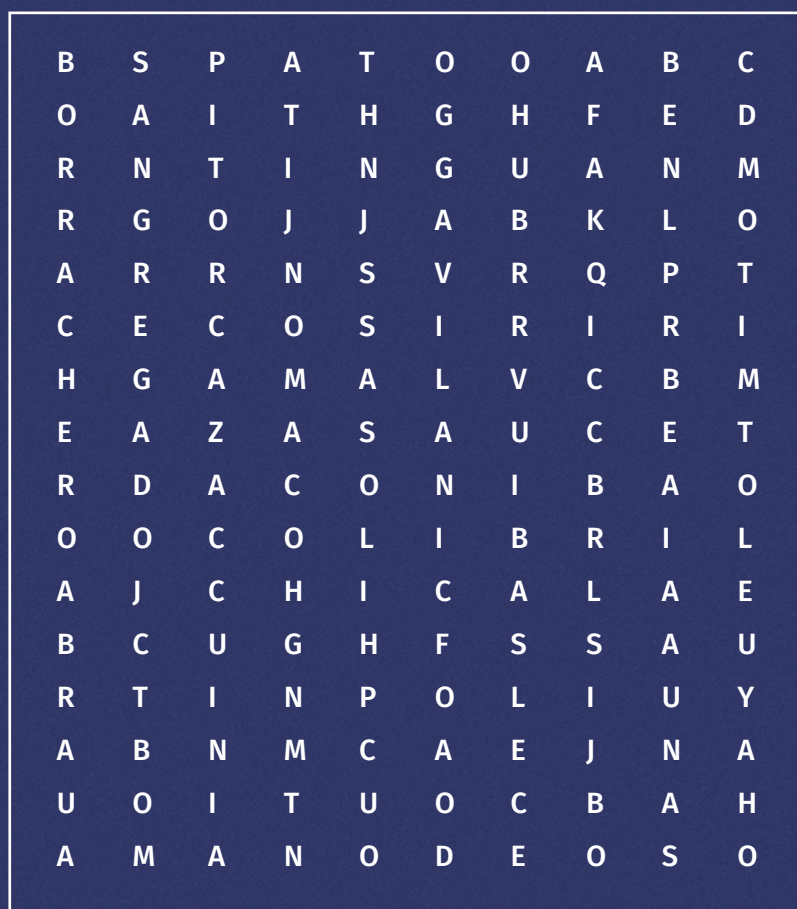 B S P A T O O A B C
O A I T H G H F E D
R N T I N G U A N M
R G O J J A B K L O
A R R N S V R Q P T
C E C O S I R I R I
H G A M A L V C B M
E A Z A S A U C E T
R D A C O N I B A O
O O C O L I B R I L
A J C H I C A L A E
B C U G H F S S A U
R T I N P O L I U Y
A B N M C A E J N A
U O I T U O C B A H
A M A N O D E O S O